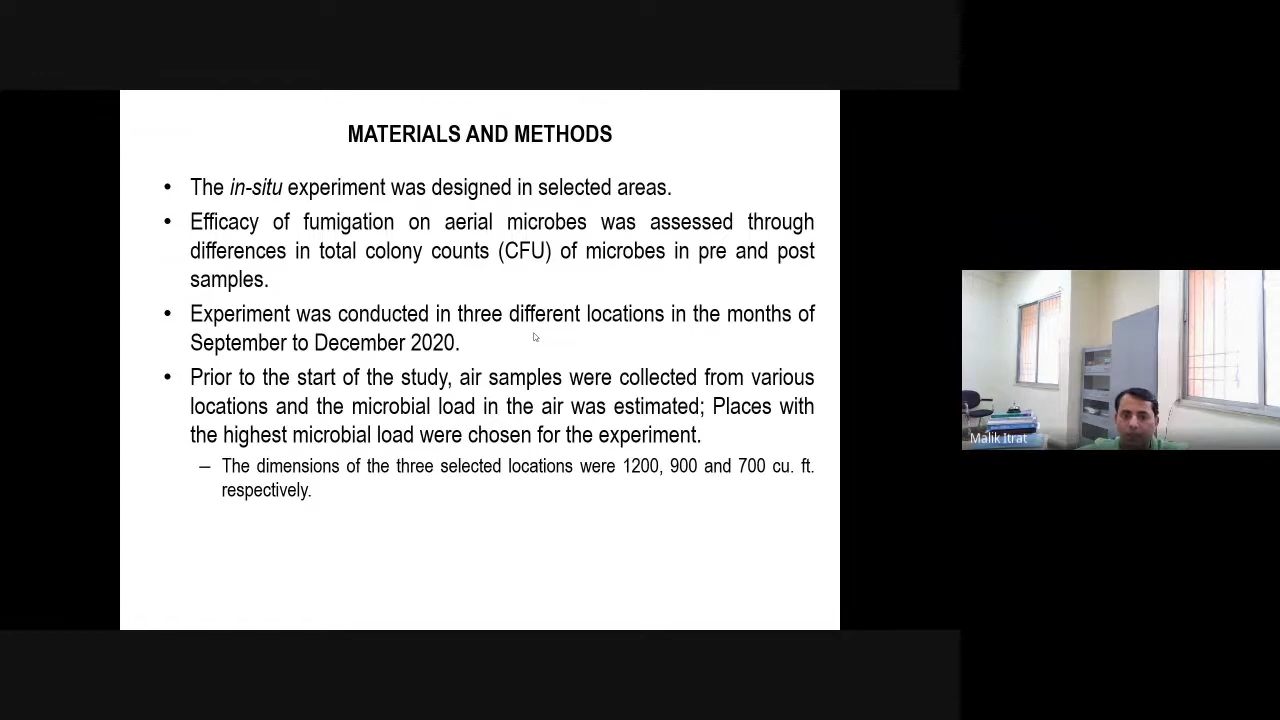 MATERIALS AND METHODS
• The in-situ experiment was designed in selected areas.
• Efficacy of fumigation on aerial microbes was assessed through
differences in total colony counts (CFU) of microbes in pre and post
samples.
• Experiment was conducted in three different locations in the months of
September to December 2020.
• Prior to the start of the study, air samples were collected from various
locations and the microbial load in the air was estimated; Places with
the highest microbial load were chosen for the experiment.
– The dimensions of the three selected locations were 1200, 900 and 700 cu. ft.
respectively.
Malik Itrat